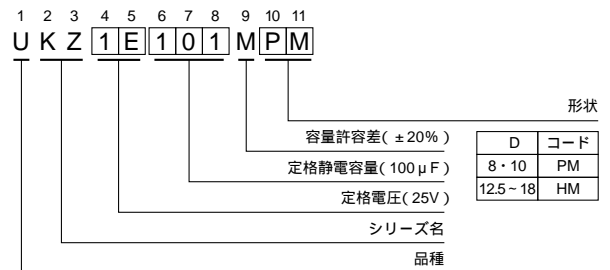 1 2 3 4 5 6 7 8 9 10 11
U K Z 1 E 1 0 1 M P M
形状
容量許容差( ±20% )
定格静電容量( 100μF )
定格電圧( 25V )
シリーズ名
品種
D コード
8・10 PM
12.5~18 HM